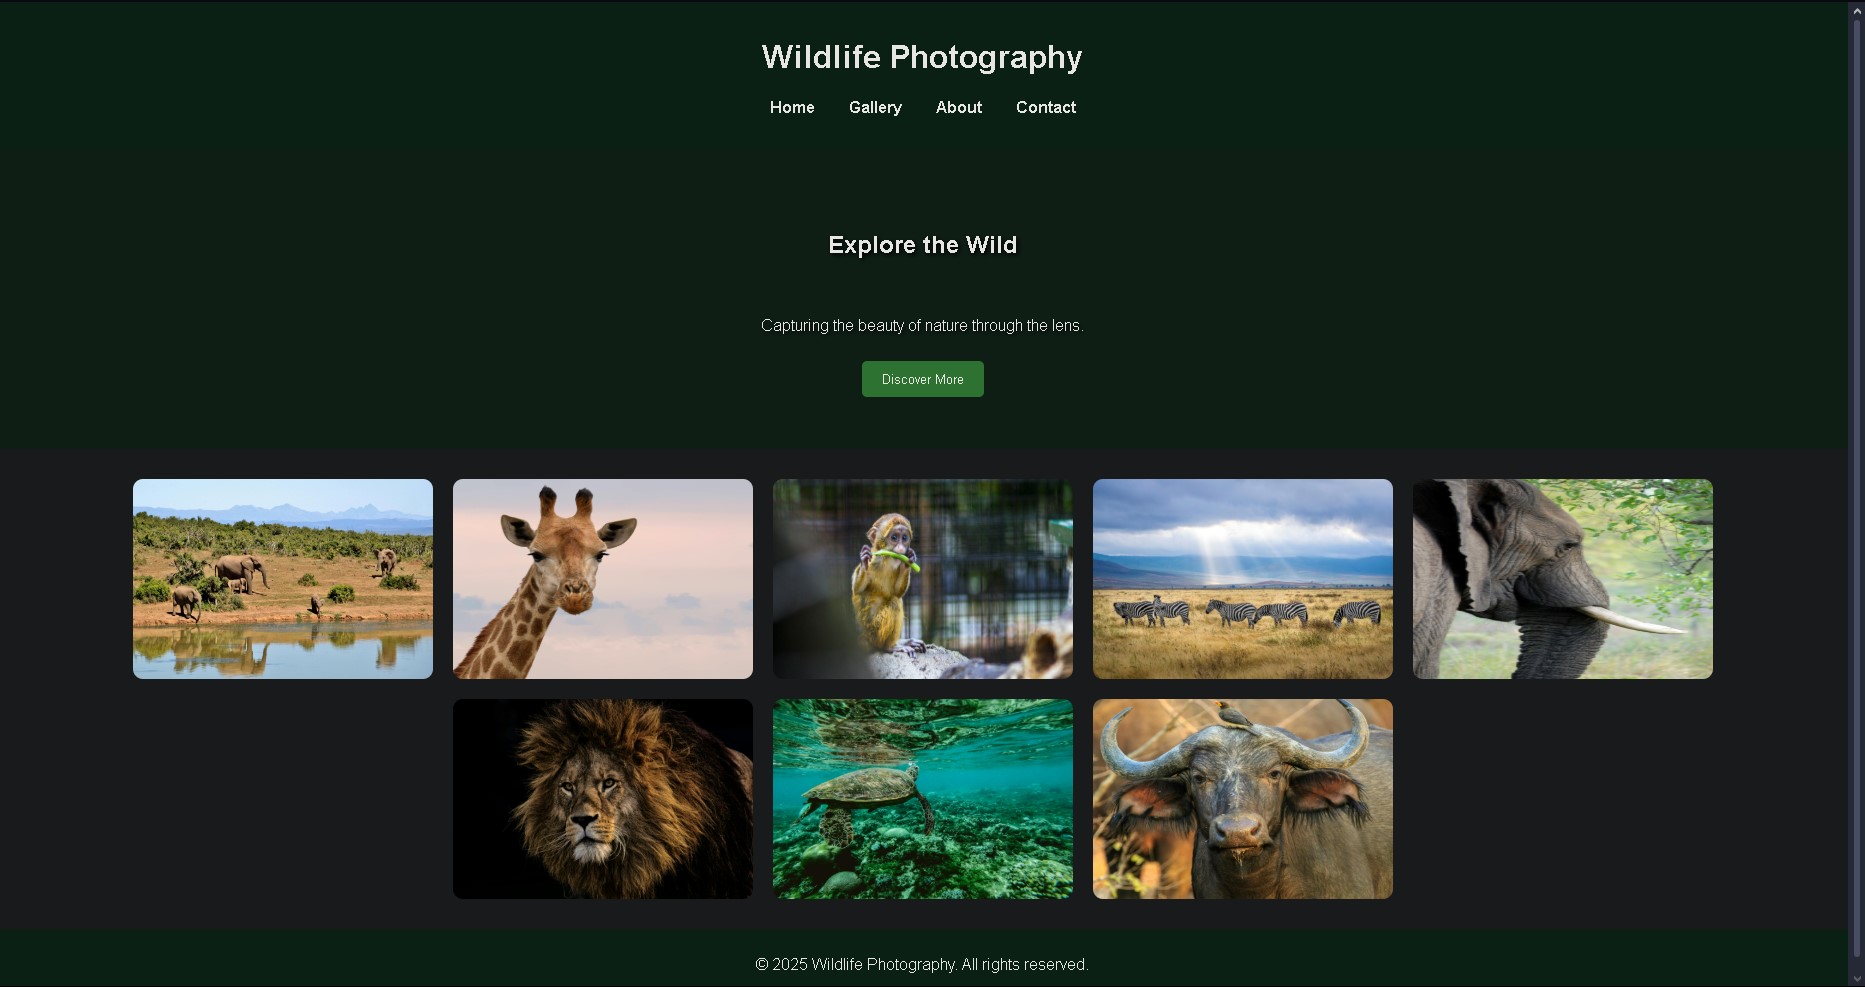 Wildlife Photography
Home Gallery About Contact
Explore the Wild
Capturing the beauty of nature through the lens.
Discover More
© 2025 Wildlife Photography. All rights reserved.